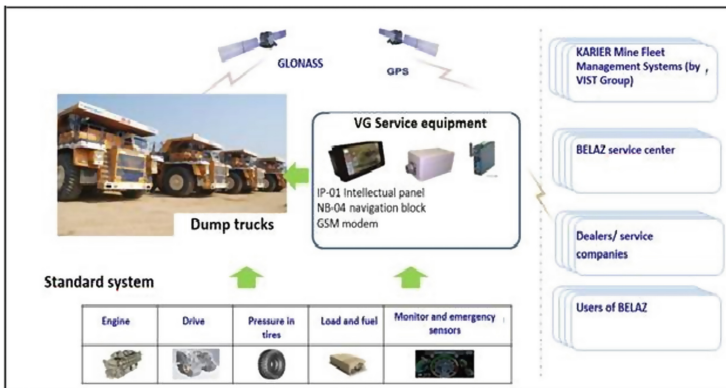 GLONASS
GPS
VG Service equipment
IP-01 Intellectual panel
NB-04 navigation block
GSM modem
Dump trucks
Standard system
Engine
Drive
Pressure in
tires
Load and fuel
Monitor and emergency
sensors
KARIER Mine Fleet
Management Systems (by
VIST Group)
BELAZ service center
Dealers/ service
companies
Users of BELAZ